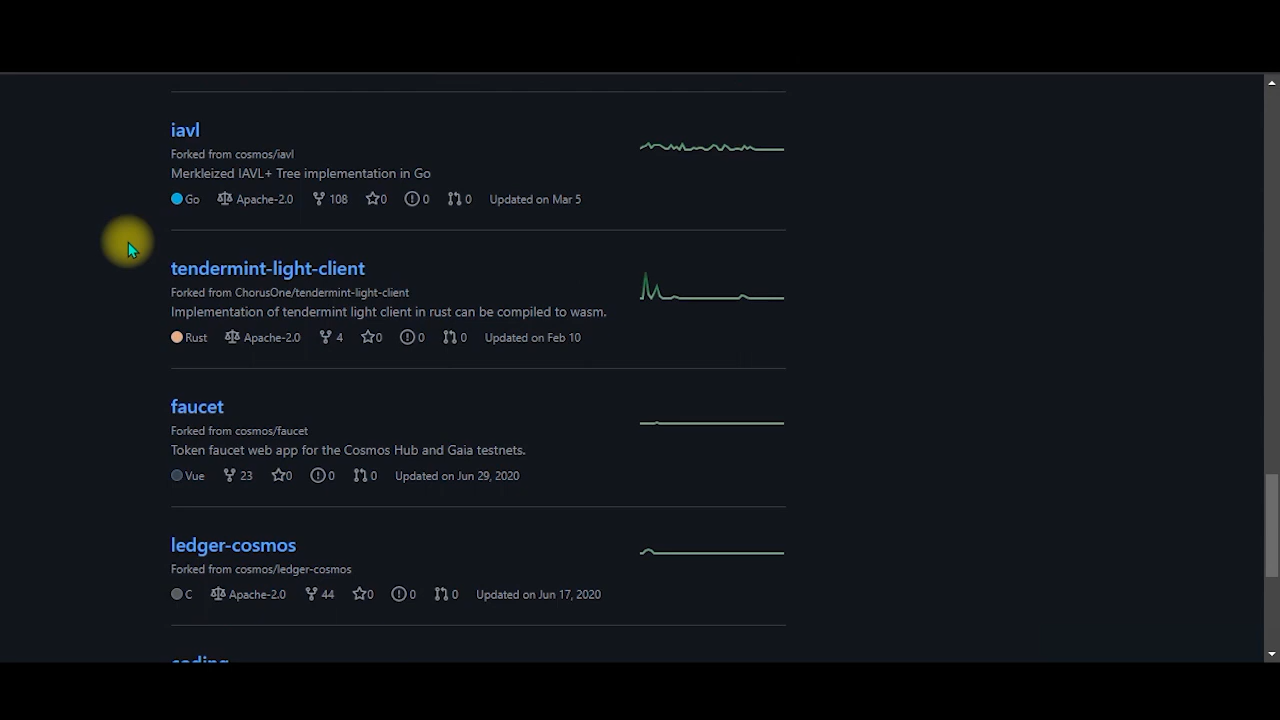 iavl
Forked from cosmos/iavl
Merkleized IAVL+ Tree implementation in Go
Go Apache-2.0 108 0 0 0 Updated on Mar 5
tendermint-light-client
Forked from ChorusOne/tendermint-light-client
Implementation of tendermint light client in rust can be compiled to wasm.
Rust Apache-2.0 4 0 0 0 Updated on Feb 10
faucet
Forked from cosmos/faucet
Token faucet web app for the Cosmos Hub and Gaia testnets.
Vue 23 0 0 0 Updated on Jun 29, 2020
ledger-cosmos
Forked from cosmos/ledger-cosmos
C Apache-2.0 44 0 0 0 Updated on Jun 17, 2020